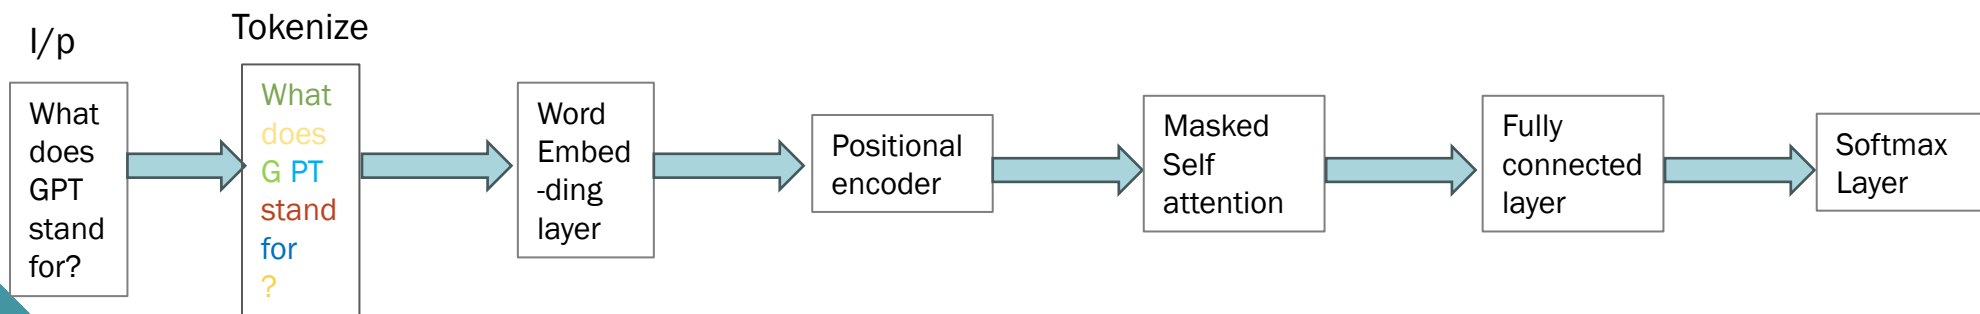 I/p
What
does
GPT
stand
for?
Tokenize
What
does
G PT
stand
for
?
Word
Embed
-ding
layer
Positional
encoder
Masked
Self
attention
Fully
connected
layer
Softmax
Layer